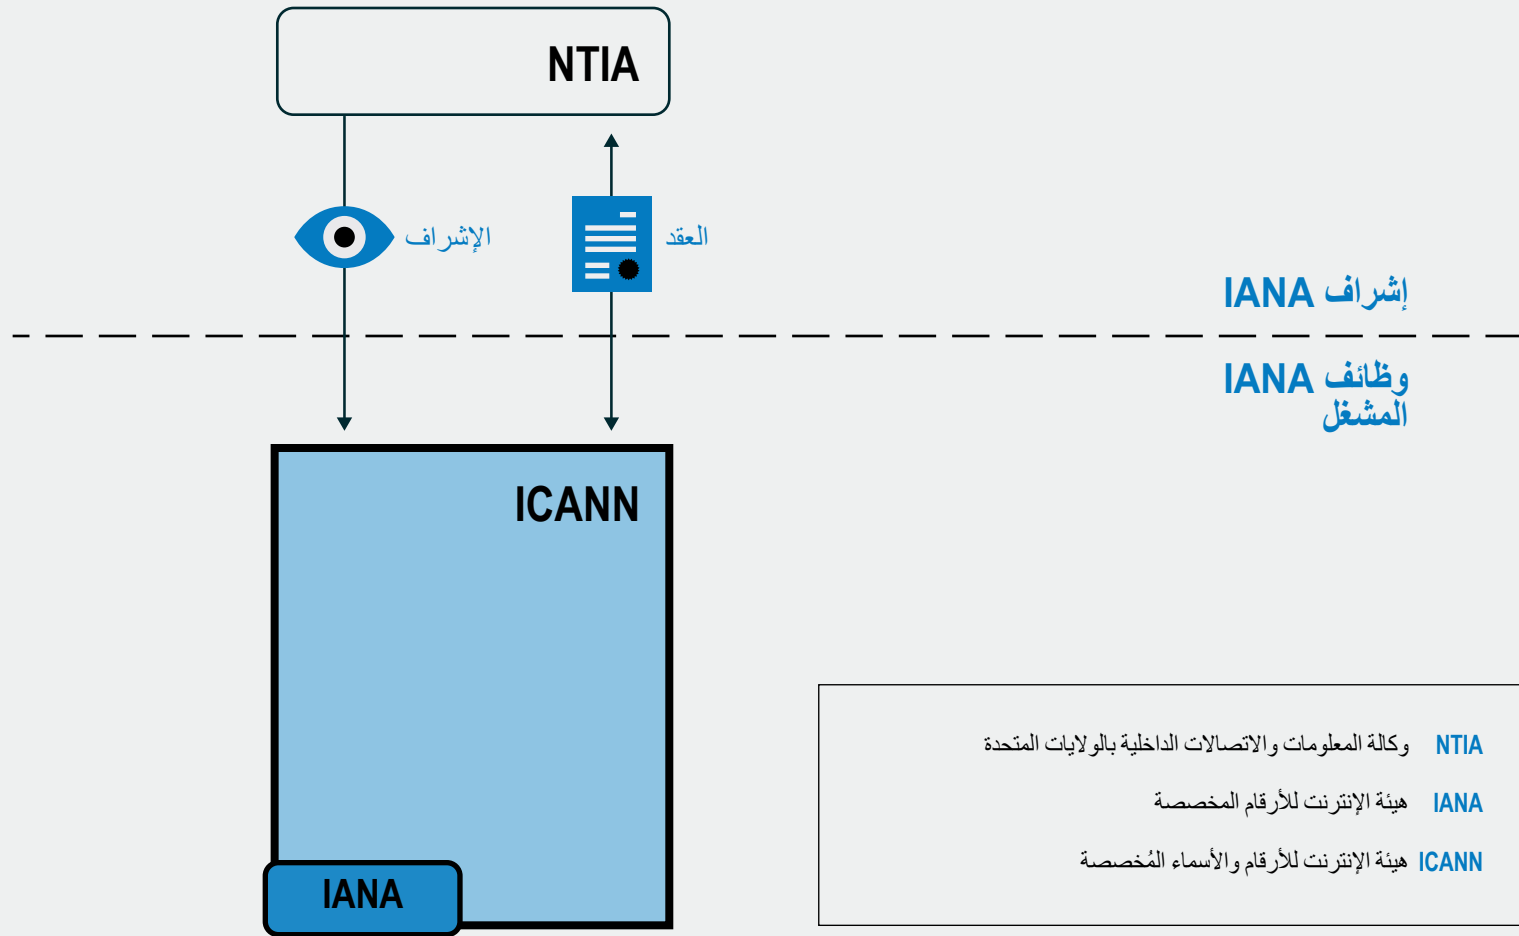 NTIA
العقد
الإشراف
إشراف IANA
وظائف IANA
المشغل
ICANN
IANA
NTIA وكالة المعلومات والاتصالات الداخلية بالولايات المتحدة
IANA هيئة الإنترنت للأرقام المخصصة
ICANN هيئة الإنترنت للأرقام والأسماء المُخصصة